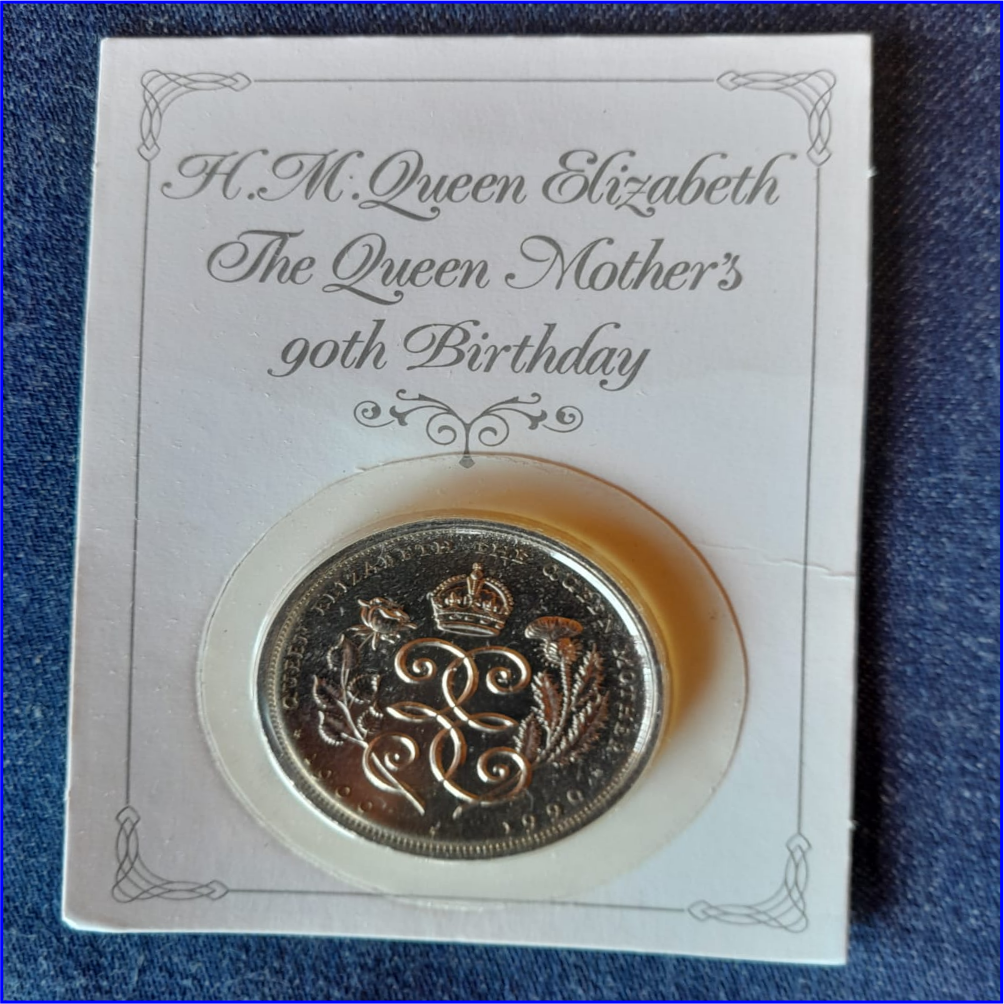 H.M. Queen Elizabeth
The Queen Mother's
90th Birthday
QUEEN ELIZABETH THE QUEEN MOTHER
1990